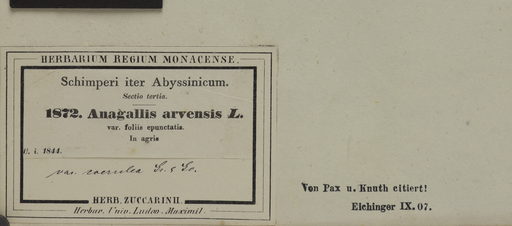 HERBARIUM REGIUM MONACENSE.
Schimperi iter Abyssinicum.
Sectio tertia.
1872. Anagallis arvensis L.
var. foliis epunctatis.
In agris
U. i. 1844.
var. coerulea G. & G.
HERB. ZUCCARINII.
Herbar. Univ. Ludov. Maximil.
Von Pax u. Knuth citiert!
Eichinger IX. 07.